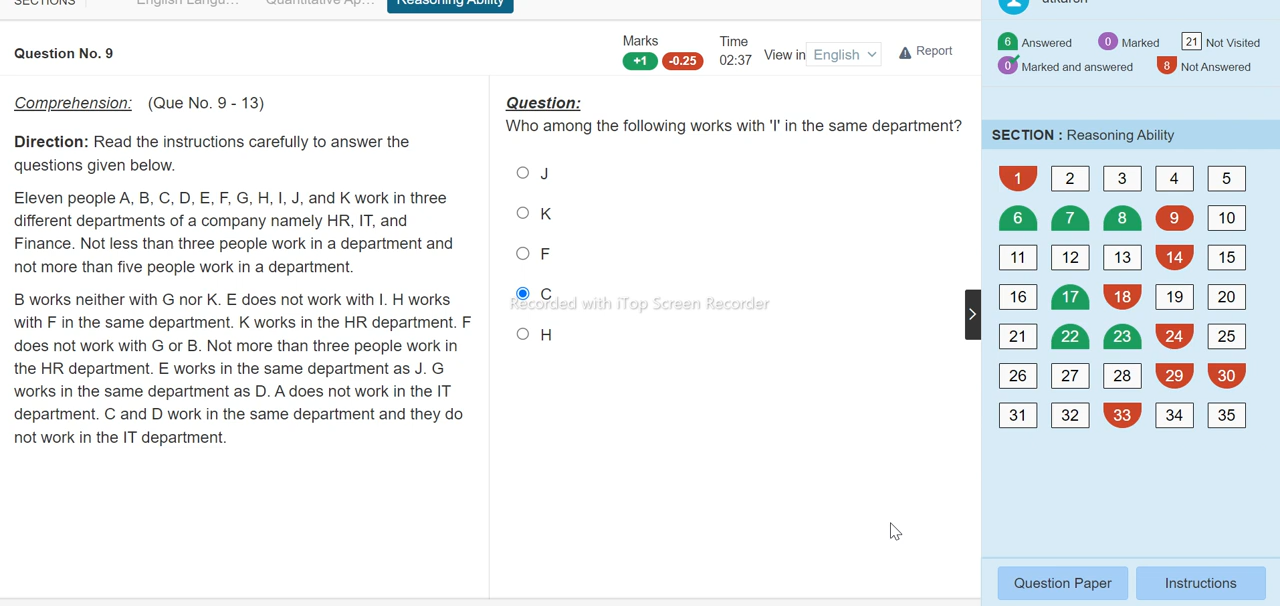 SECTIONS English Langu... Quantitative Ap... Reasoning Ability
utkarsh
Question No. 9
Marks
+1 -0.25
Time
02:37
View in English
Report
6 Answered 0 Marked 21 Not Visited
0 Marked and answered 8 Not Answered
Comprehension: (Que No. 9 - 13)
Direction: Read the instructions carefully to answer the
questions given below.
Eleven people A, B, C, D, E, F, G, H, I, J, and K work in three
different departments of a company namely HR, IT, and
Finance. Not less than three people work in a department and
not more than five people work in a department.
B works neither with G nor K. E does not work with I. H works
with F in the same department. K works in the HR department. F
does not work with G or B. Not more than three people work in
the HR department. E works in the same department as J. G
works in the same department as D. A does not work in the IT
department. C and D work in the same department and they do
not work in the IT department.
Question:
Who among the following works with 'I' in the same department?
J
K
F
C
H
Recorded with iTop Screen Recorder
SECTION : Reasoning Ability
1 2 3 4 5
6 7 8 9 10
11 12 13 14 15
16 17 18 19 20
21 22 23 24 25
26 27 28 29 30
31 32 33 34 35
Question Paper Instructions